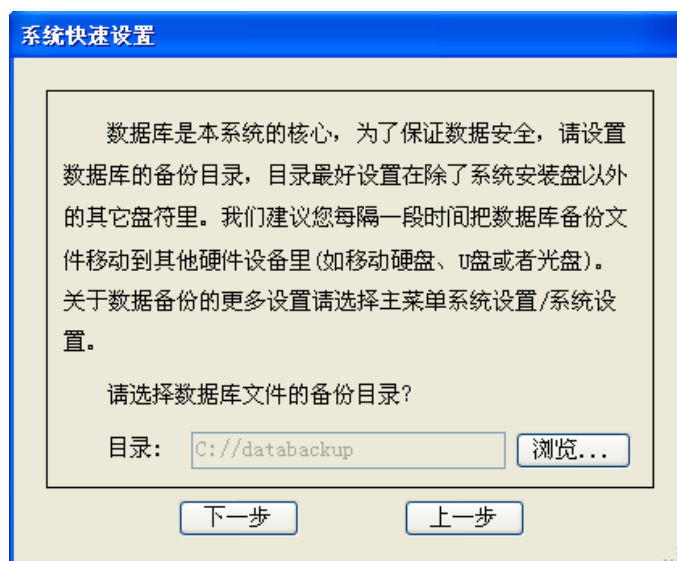 系统快速设置
数据库是本系统的核心，为了保证数据安全，请设置
数据库的备份目录，目录最好设置在除了系统安装盘以外
的其它盘符里。我们建议您每隔一段时间把数据库备份文
件移动到其他硬件设备里(如移动硬盘、U盘或者光盘)。
关于数据备份的更多设置请选择主菜单系统设置/系统设
置。
请选择数据库文件的备份目录?
目录: C://databackup 浏览...
下一步 上一步